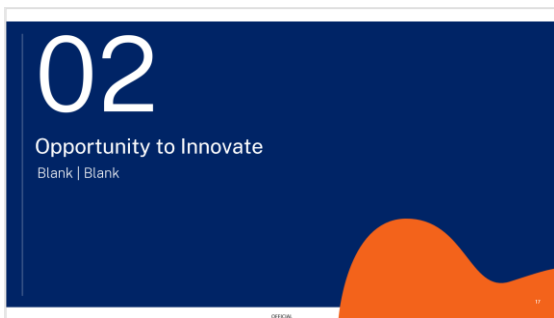 02
Opportunity to Innovate
Blank | Blank
17
OFFICIAL